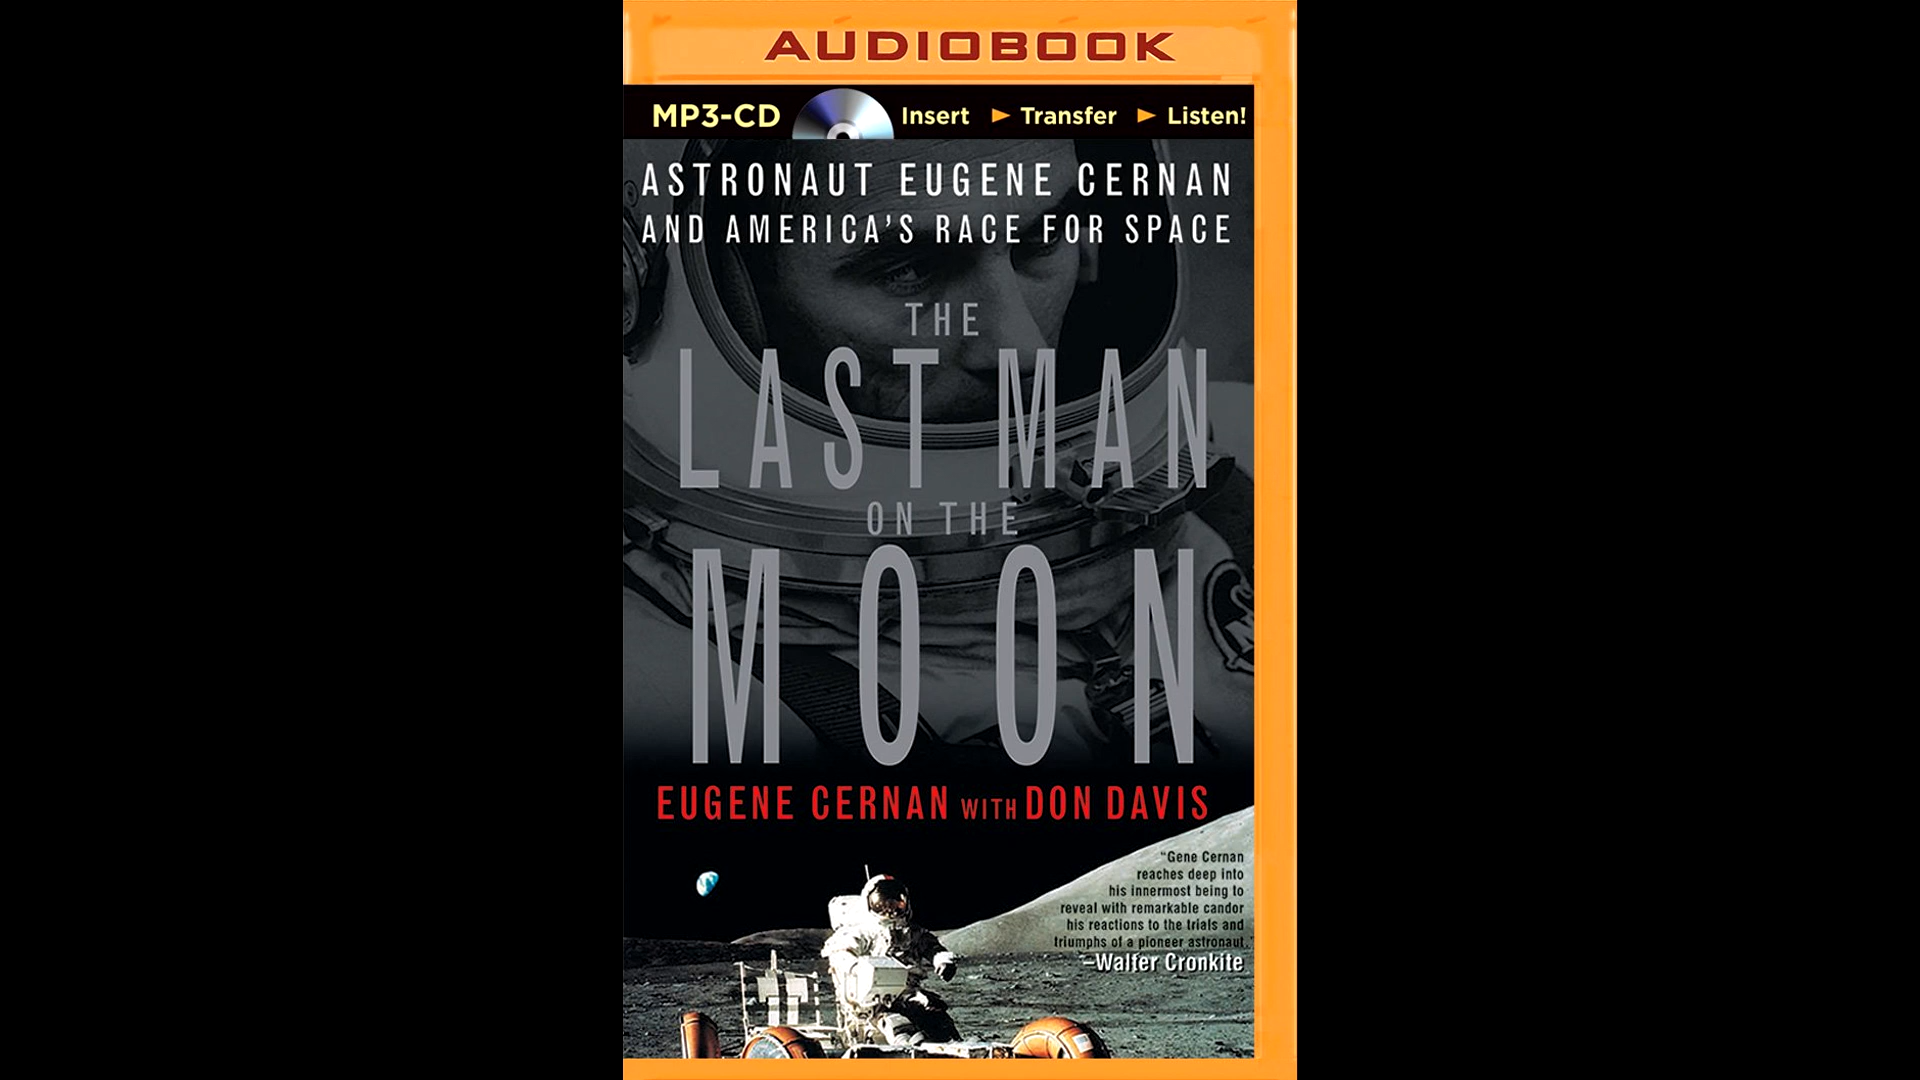 AUDIOBOOK
MP3-CD Insert Transfer Listen!
ASTRONAUT EUGENE CERNAN
AND AMERICA'S RACE FOR SPACE
THE
LAST MAN
ON THE
MOON
EUGENE CERNAN WITH DON DAVIS
"Gene Cernan
reaches deep into
his innermost being to
reveal with remarkable candor
his reactions to the trials and
triumphs of a pioneer astronaut."
–Walter Cronkite